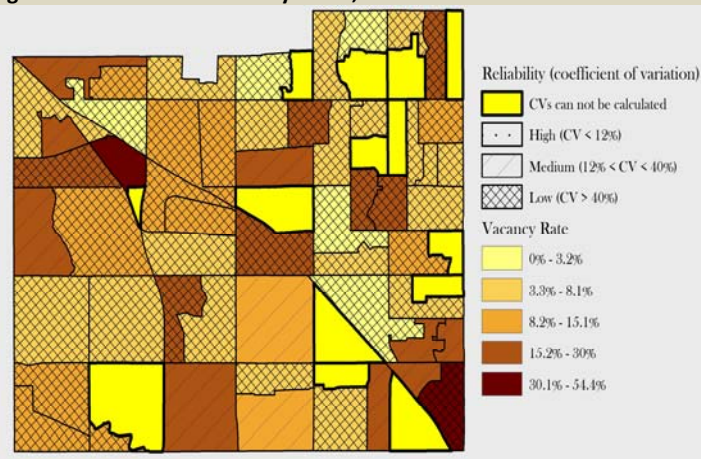 Reliability (coefficient of variation)
CVs can not be calculated
High (CV < 12%)
Medium (12% < CV < 40%)
Low (CV > 40%)
Vacancy Rate
0% - 3.2%
3.3% - 8.1%
8.2% - 15.1%
15.2% - 30%
30.1% - 54.4%